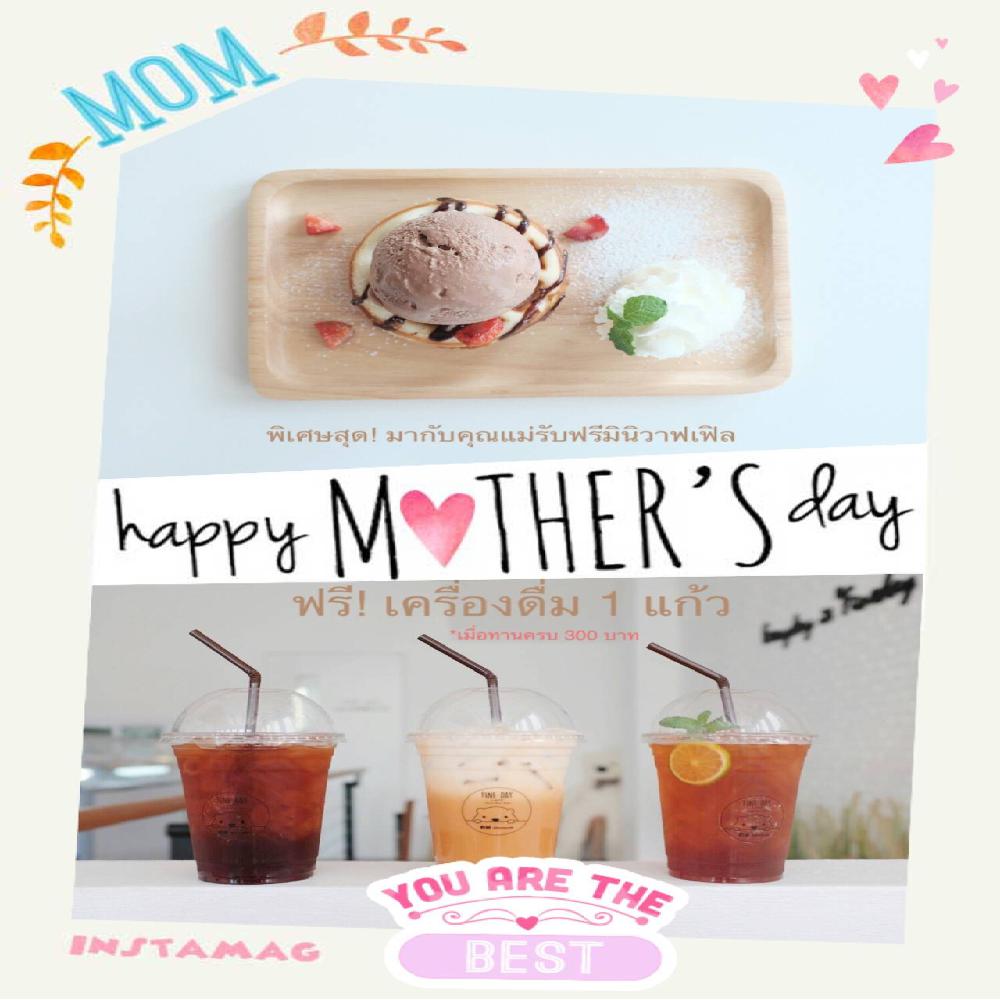 MOM
พิเศษสุด! มากับคุณแม่รับฟรีมินิวาฟเฟิล
happy MOTHER'S day
ฟรี! เครื่องดื่ม 1 แก้ว
*เมื่อทานครบ 300 บาท
YOU ARE THE
BEST
INSTAMAG